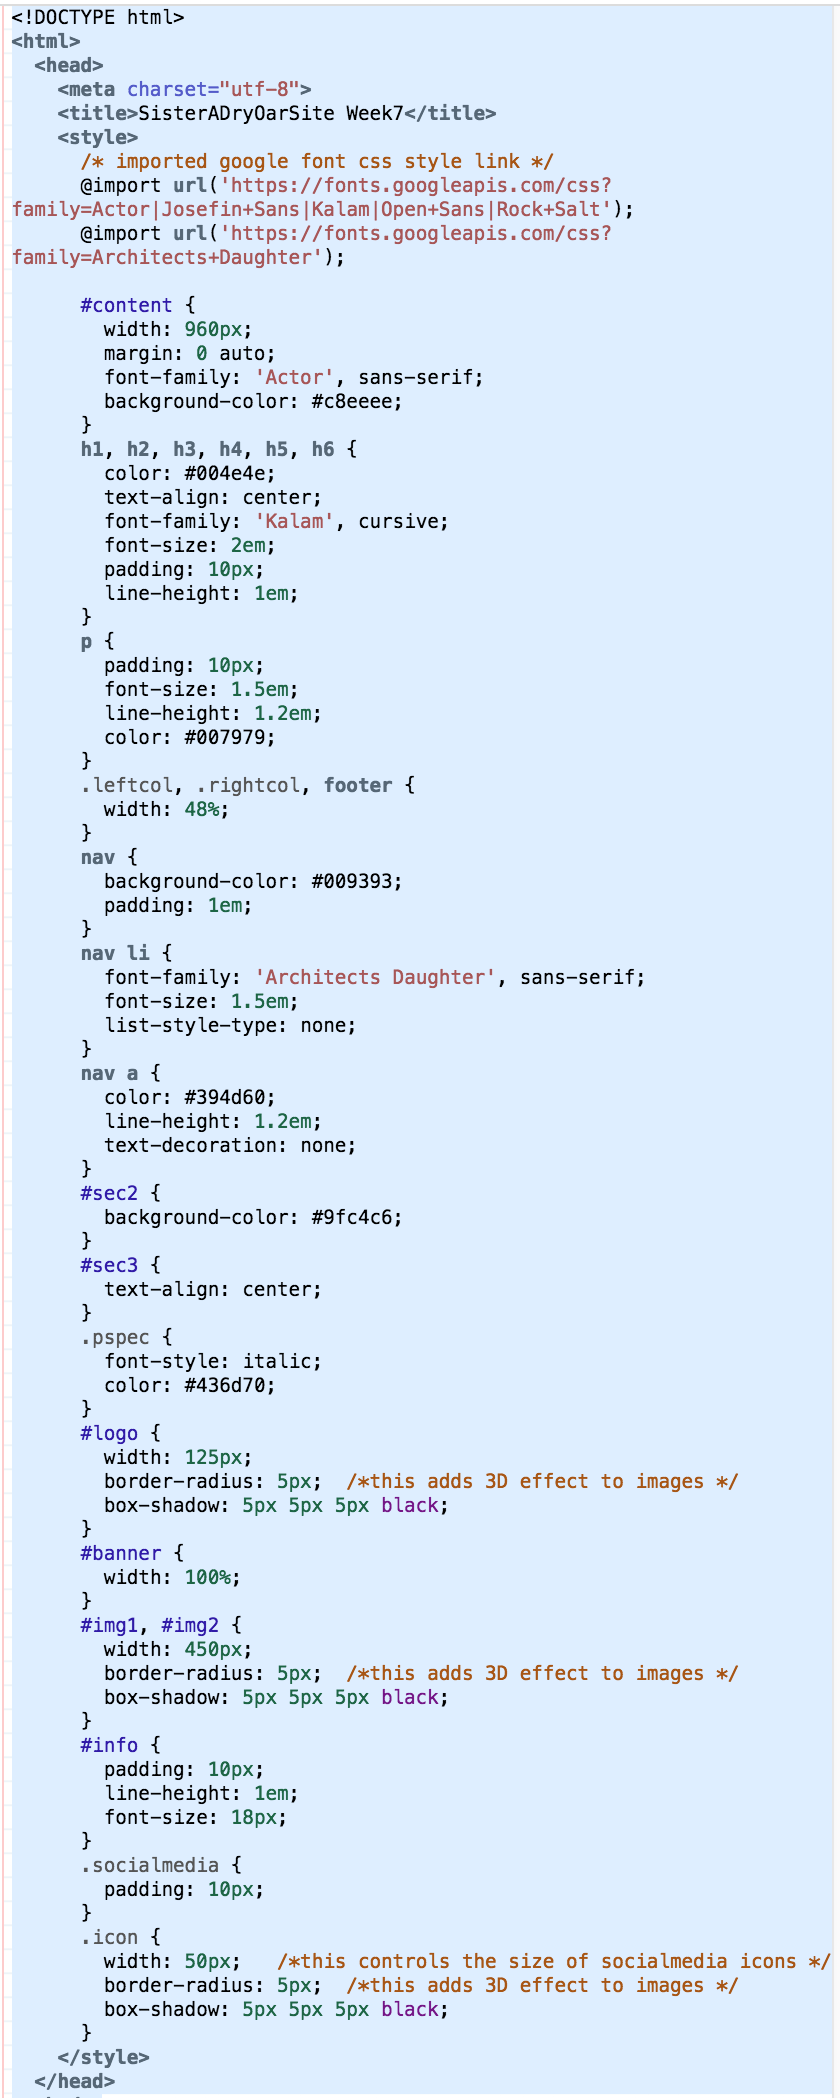 <!DOCTYPE html>
<html>
  <head>
    <meta charset="utf-8">
    <title>SisterADryOarSite Week7</title>
    <style>
      /* imported google font css style link */
      @import url('https://fonts.googleapis.com/css?
family=Actor|Josefin+Sans|Kalam|Open+Sans|Rock+Salt');
      @import url('https://fonts.googleapis.com/css?
family=Architects+Daughter');

      #content {
        width: 960px;
        margin: 0 auto;
        font-family: 'Actor', sans-serif;
        background-color: #c8eeee;
      }
      h1, h2, h3, h4, h5, h6 {
        color: #004e4e;
        text-align: center;
        font-family: 'Kalam', cursive;
        font-size: 2em;
        padding: 10px;
        line-height: 1em;
      }
      p {
        padding: 10px;
        font-size: 1.5em;
        line-height: 1.2em;
        color: #007979;
      }
      .leftcol, .rightcol, footer {
        width: 48%;
      }
      nav {
        background-color: #009393;
        padding: 1em;
      }
      nav li {
        font-family: 'Architects Daughter', sans-serif;
        font-size: 1.5em;
        list-style-type: none;
      }
      nav a {
        color: #394d60;
        line-height: 1.2em;
        text-decoration: none;
      }
      #sec2 {
        background-color: #9fc4c6;
      }
      #sec3 {
        text-align: center;
      }
      .pspec {
        font-style: italic;
        color: #436d70;
      }
      #logo {
        width: 125px;
        border-radius: 5px;  /*this adds 3D effect to images */
        box-shadow: 5px 5px 5px black;
      }
      #banner {
        width: 100%;
      }
      #img1, #img2 {
        width: 450px;
        border-radius: 5px;  /*this adds 3D effect to images */
        box-shadow: 5px 5px 5px black;
      }
      #info {
        padding: 10px;
        line-height: 1em;
        font-size: 18px;
      }
      .socialmedia {
        padding: 10px;
      }
      .icon {
        width: 50px;   /*this controls the size of socialmedia icons */
        border-radius: 5px;  /*this adds 3D effect to images */
        box-shadow: 5px 5px 5px black;
      }
    </style>
  </head>